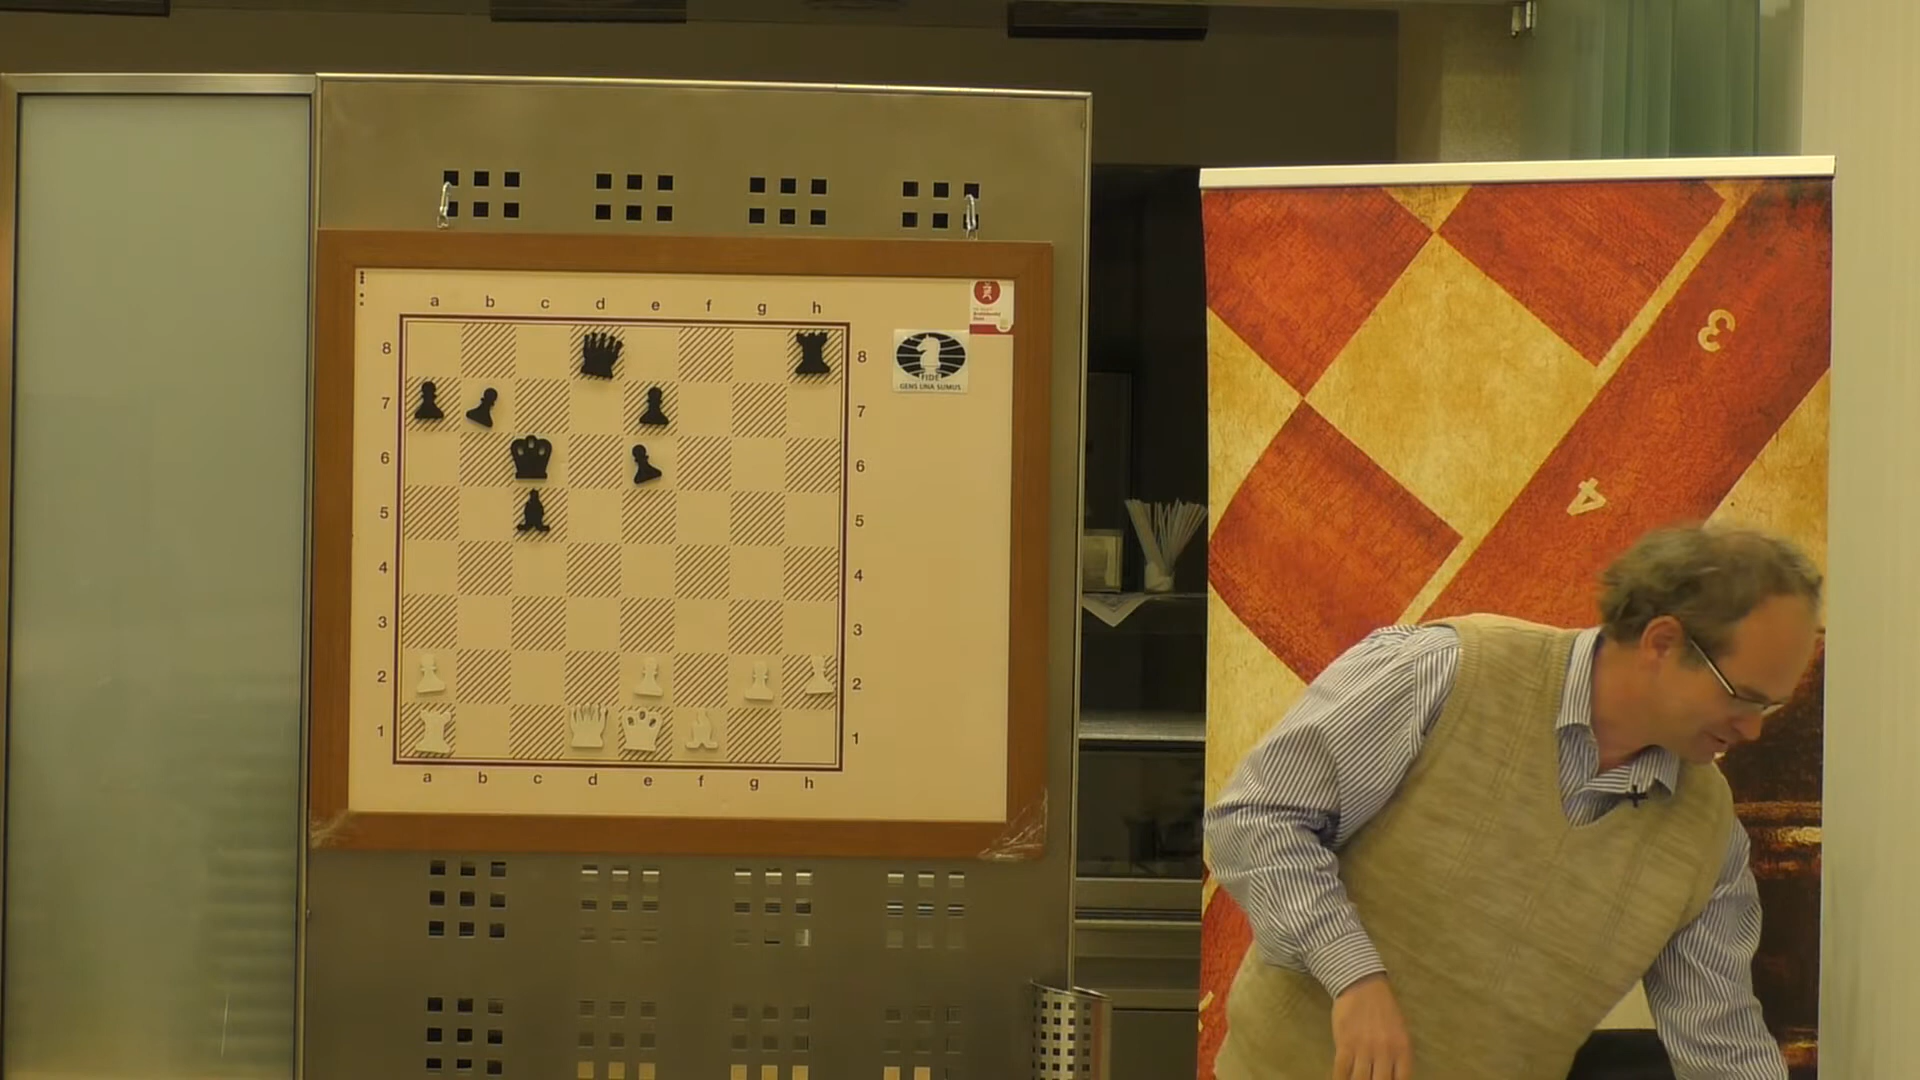 a b c d e f g h
8 8
7 7
6 6
5 5
4 4
3 3
2 2
1 1
a b c d e f g h
FIDE
GENS UNA SUMUS
3
4